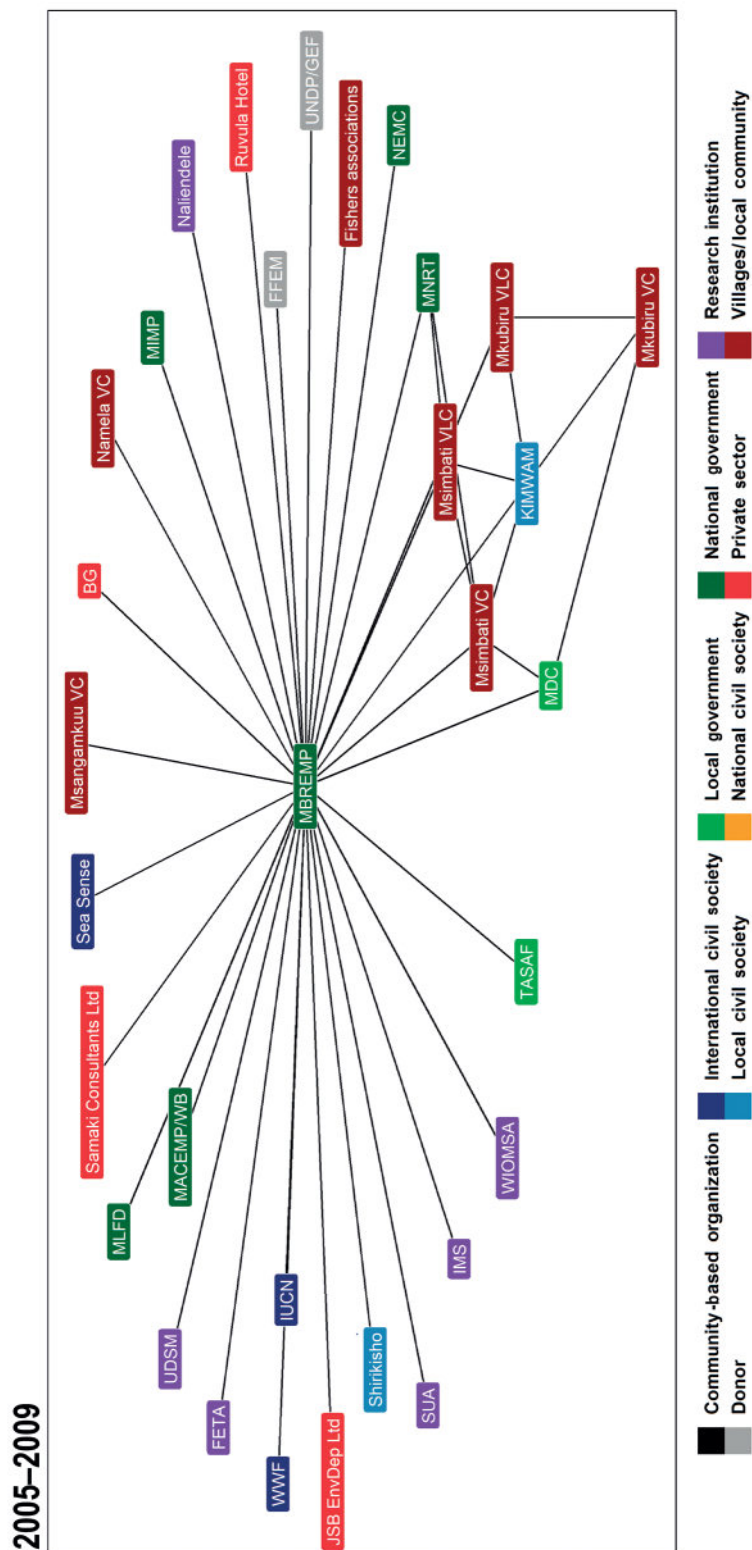 2005–2009
Msangamkuu VC
BG
Namela VC
Sea Sense
Samaki Consultants Ltd
MIMP
MLFD
MACEMP/WB
Naliendele
UDSM
FETA
Ruvula Hotel
FFEM
WWF
IUCN
MBREMP
UNDP/GEF
JSB EnvDep Ltd
Fishers associations
Shirikisho
NEMC
SUA
MNRT
IMS
Msimbati VLC
Mkubiru VLC
WIOMSA
Msimbati VC
TASAF
KIMWAM
MDC
Mkubiru VC
Community-based organization
International civil society
Local government
National government
Research institution
Donor
Local civil society
National civil society
Private sector
Villages/local community